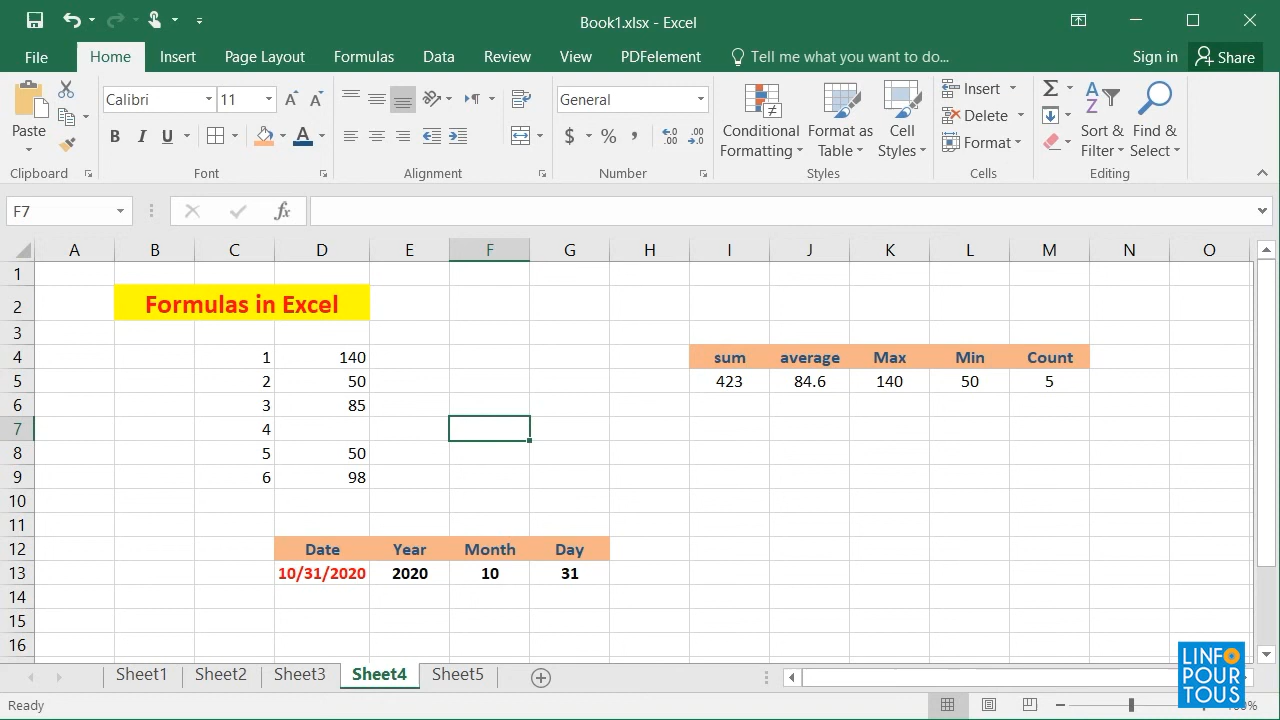 Book1.xlsx - Excel
File Home Insert Page Layout Formulas Data Review View PDFelement Tell me what you want to do... Sign in Share
Paste
Clipboard
Calibri 11
B I U A
Font
Alignment
General
$ % , .00
Number
Conditional Formatting
Format as Table
Cell Styles
Styles
Insert
Delete
Format
Cells
Sort & Filter
Find & Select
Editing
F7 fx
A B C D E F G H I J K L M N O
1
2 Formulas in Excel
3
4 1 140 sum average Max Min Count
5 2 50 423 84.6 140 50 5
6 3 85
7 4
8 5 50
9 6 98
10
11
12 Date Year Month Day
13 10/31/2020 2020 10 31
14
15
16
Sheet1 Sheet2 Sheet3 Sheet4 Sheet5
Ready
LINFO
POUR
TOUS